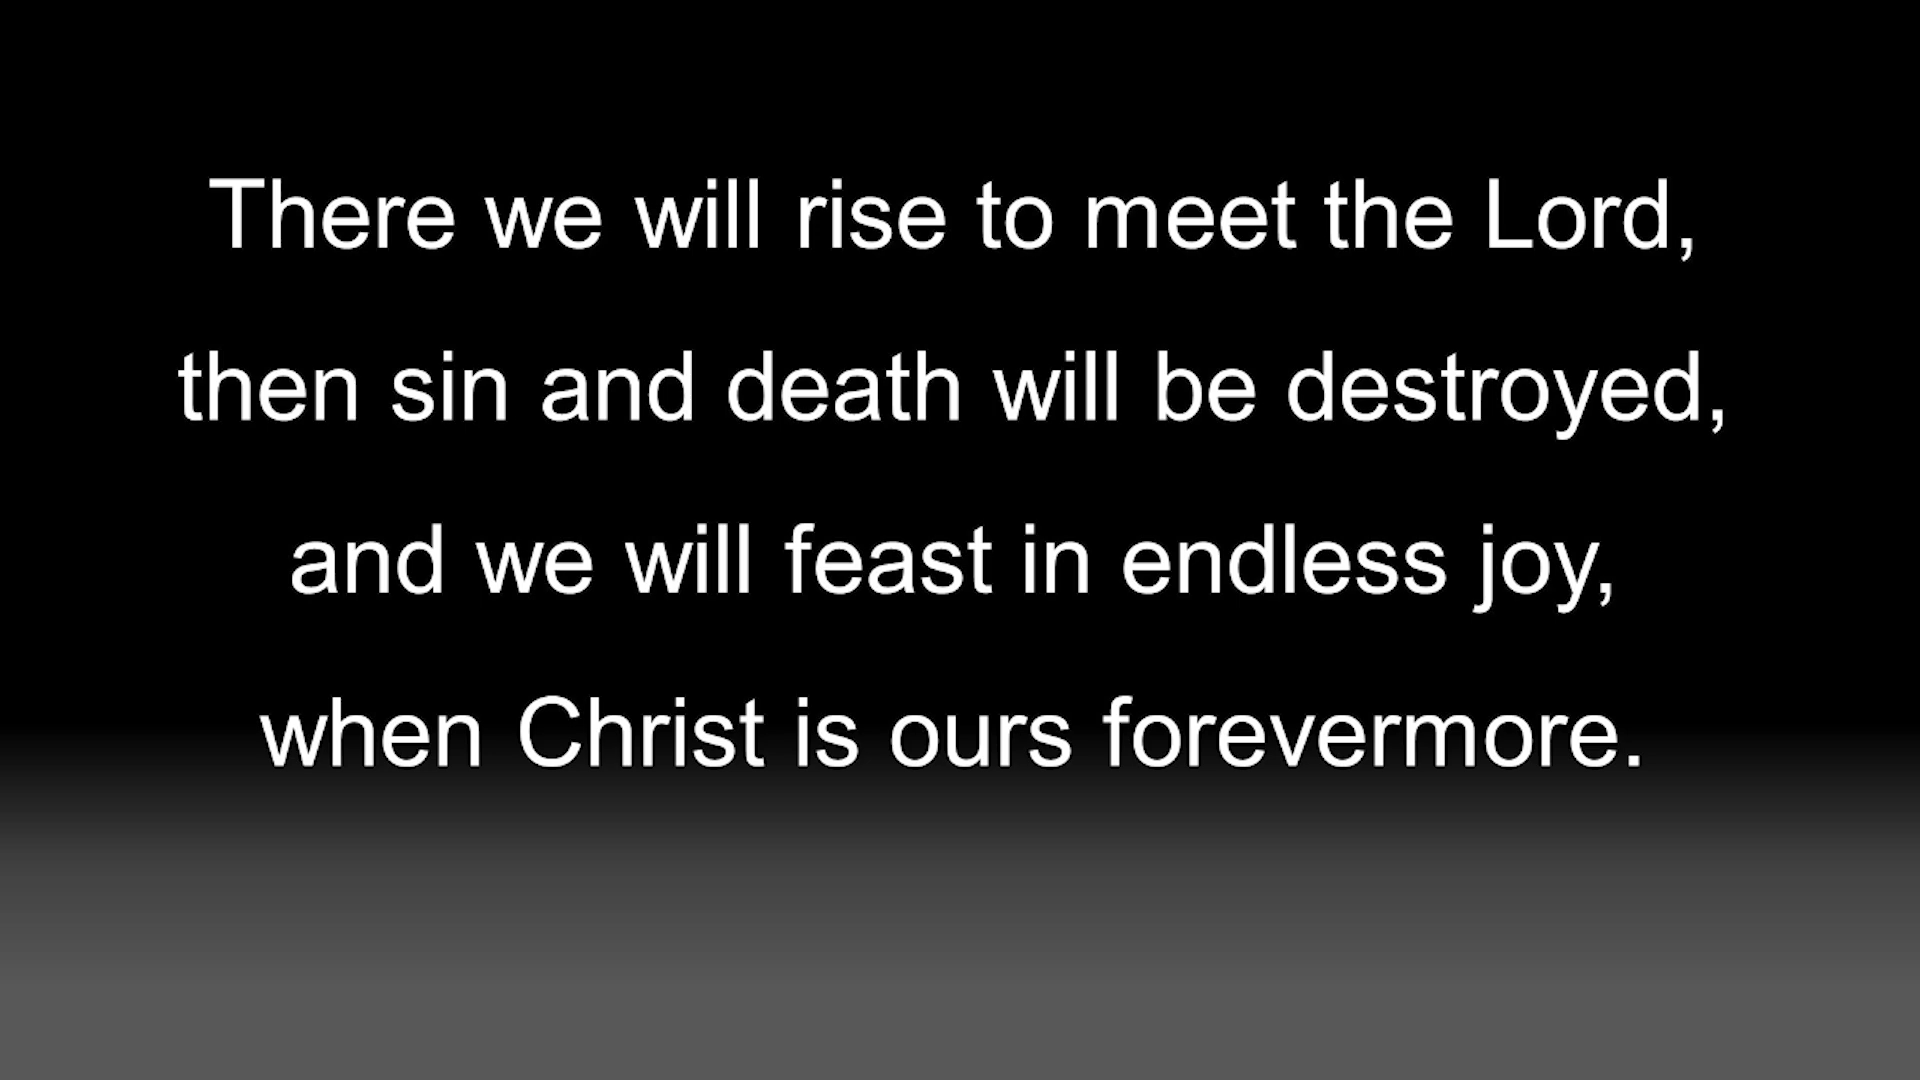 There we will rise to meet the Lord,
then sin and death will be destroyed,
and we will feast in endless joy,
when Christ is ours forevermore.